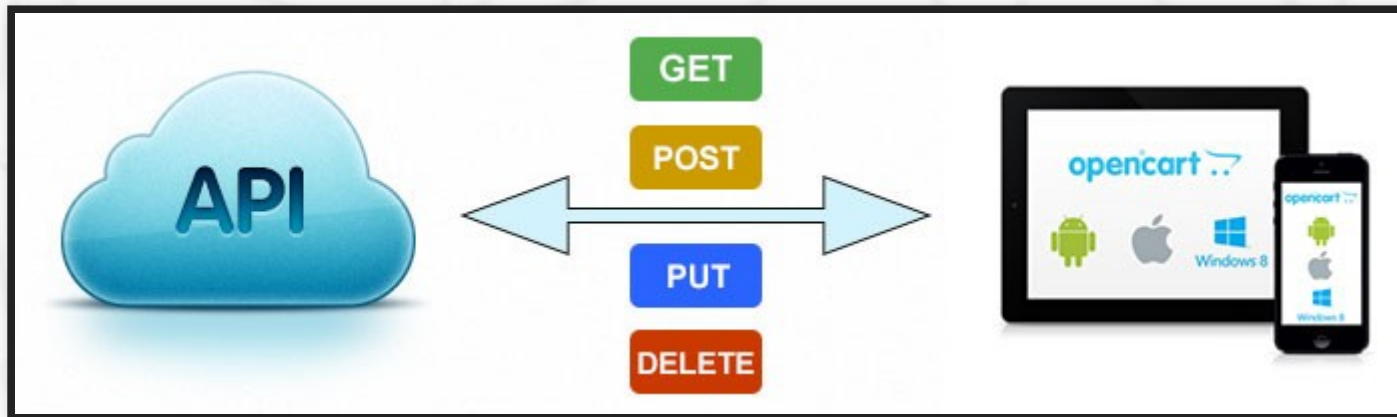 API
GET
POST
PUT
DELETE
opencart
Windows 8
opencart
Windows 8